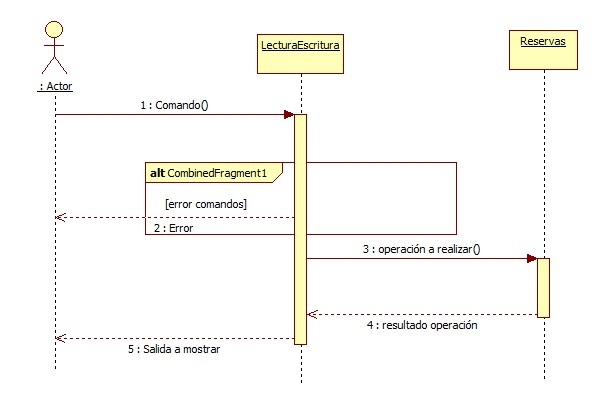 LecturaEscritura
Reservas
: Actor
1 : Comando()
alt CombinedFragment1
[error comandos]
2 : Error
3 : operación a realizar()
4 : resultado operación
5 : Salida a mostrar